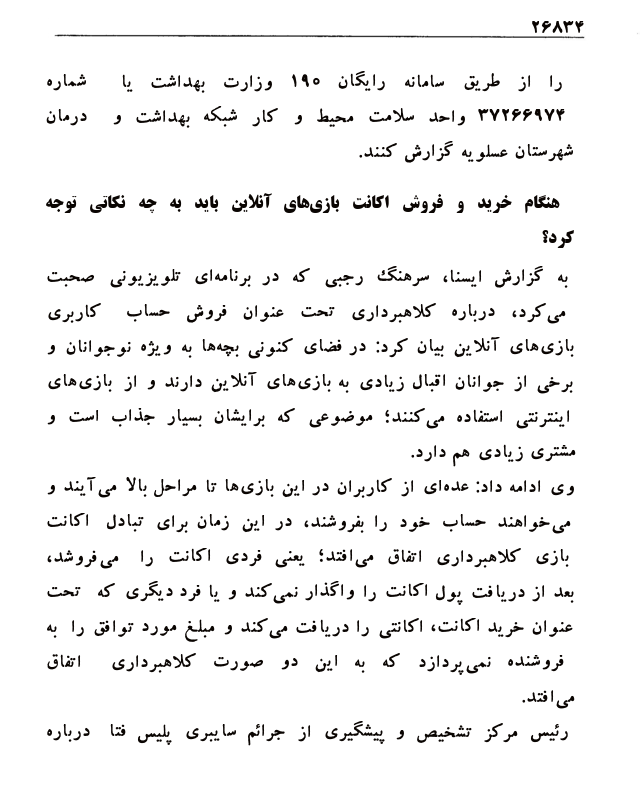 ۲۶۸۳۴
را از طریق سامانه رایگان ۱۹۰ وزارت بهداشت یا شماره
۳۷۲۶۶۹۷۴ واحد سلامت محیط و کار شبکه بهداشت و درمان
شهرستان عسلویه گزارش کنند.
هنگام خرید و فروش اکانت بازی‌های آنلاین باید به چه نکاتی توجه
کرد؟
به گزارش ایسنا، سرهنگ رجبی که در برنامه‌ای تلویزیونی صحبت
می‌کرد، درباره کلاهبرداری تحت عنوان فروش حساب کاربری
بازی‌های آنلاین بیان کرد: در فضای کنونی بچه‌ها به ویژه نوجوانان و
برخی از جوانان اقبال زیادی به بازی‌های آنلاین دارند و از بازی‌های
اینترنتی استفاده می‌کنند؛ موضوعی که برایشان بسیار جذاب است و
مشتری زیادی هم دارد.
وی ادامه داد: عده‌ای از کاربران در این بازی‌ها تا مراحل بالا می‌آیند و
می‌خواهند حساب خود را بفروشند، در این زمان برای تبادل اکانت
بازی کلاهبرداری اتفاق می‌افتد؛ یعنی فردی اکانت را می‌فروشد،
بعد از دریافت پول اکانت را واگذار نمی‌کند و یا فرد دیگری که تحت
عنوان خرید اکانت، اکانتی را دریافت می‌کند و مبلغ مورد توافق را به
فروشنده نمی‌پردازد که به این دو صورت کلاهبرداری اتفاق
می‌افتد.
رئیس مرکز تشخیص و پیشگیری از جرائم سایبری پلیس فتا درباره